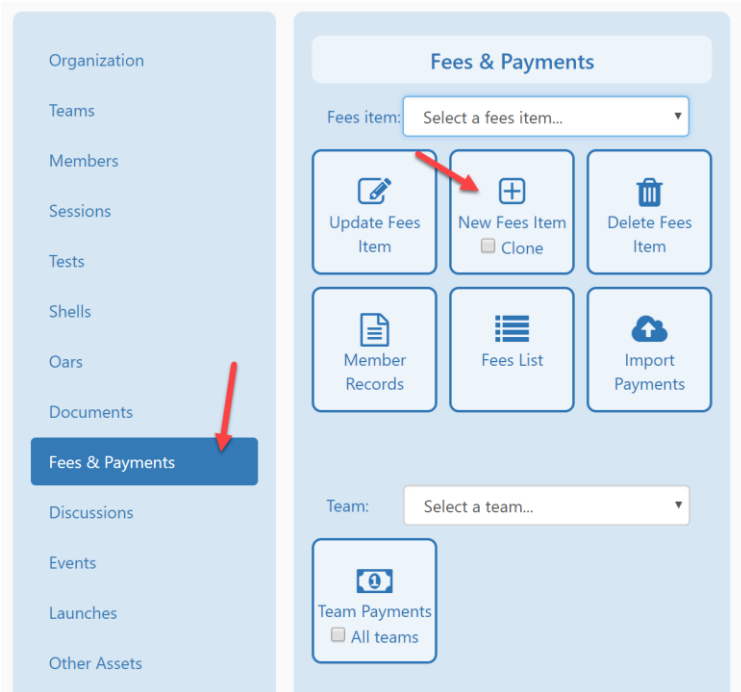 Organization
Teams
Members
Sessions
Tests
Shells
Oars
Documents
Fees & Payments
Discussions
Events
Launches
Other Assets
Fees & Payments
Fees item:
Select a fees item...
Update Fees
Item
New Fees Item
Clone
Delete Fees
Item
Member
Records
Fees List
Import
Payments
Team:
Select a team...
1
Team Payments
All teams